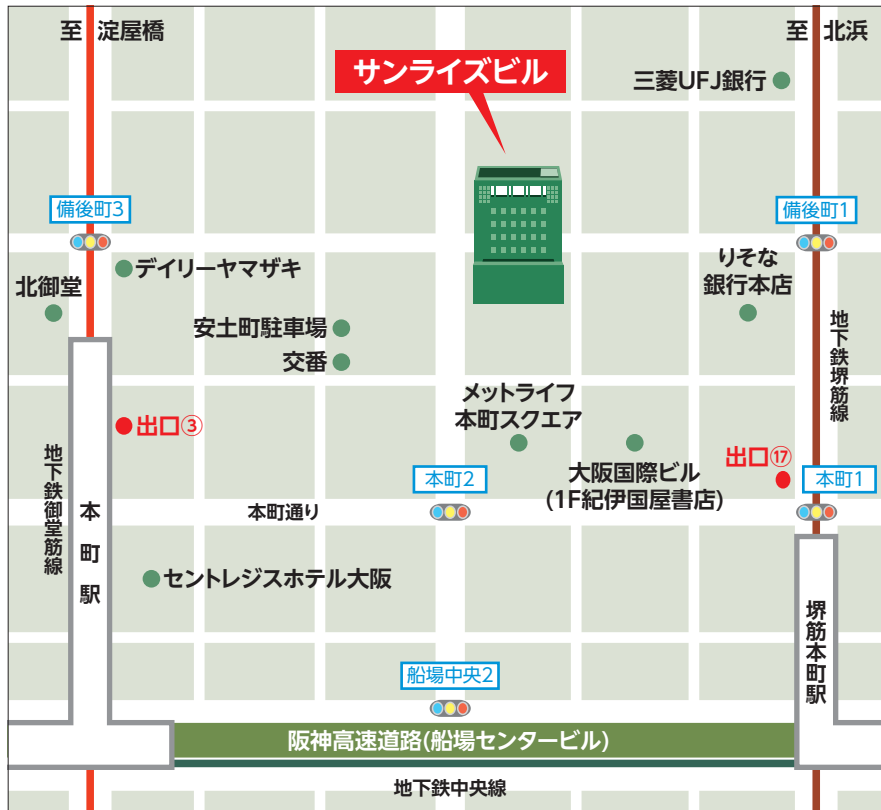 至 淀屋橋
至 北浜
サンライズビル
三菱UFJ銀行
備後町3
備後町1
デイリーヤマザキ
りそな
銀行本店
北御堂
安土町駐車場
交番
地下鉄堺筋線
メットライフ
本町スクエア
出口③
大阪国際ビル
(1F紀伊国屋書店)
出口⑰
本町2
本町1
地下鉄御堂筋線
本町駅
本町通り
セントレジスホテル大阪
堺筋本町駅
船場中央2
阪神高速道路(船場センタービル)
地下鉄中央線